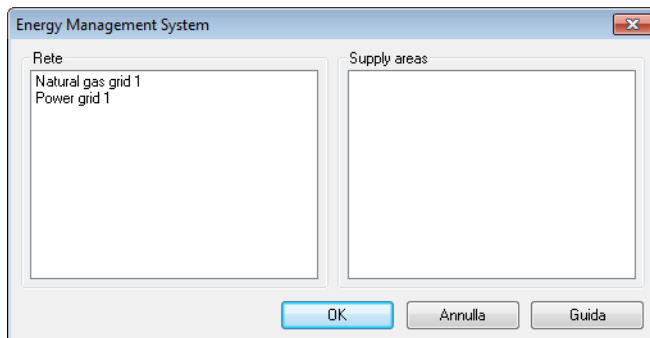 Energy Management System
Rete
Natural gas grid 1
Power grid 1
Supply areas
OK
Annulla
Guida